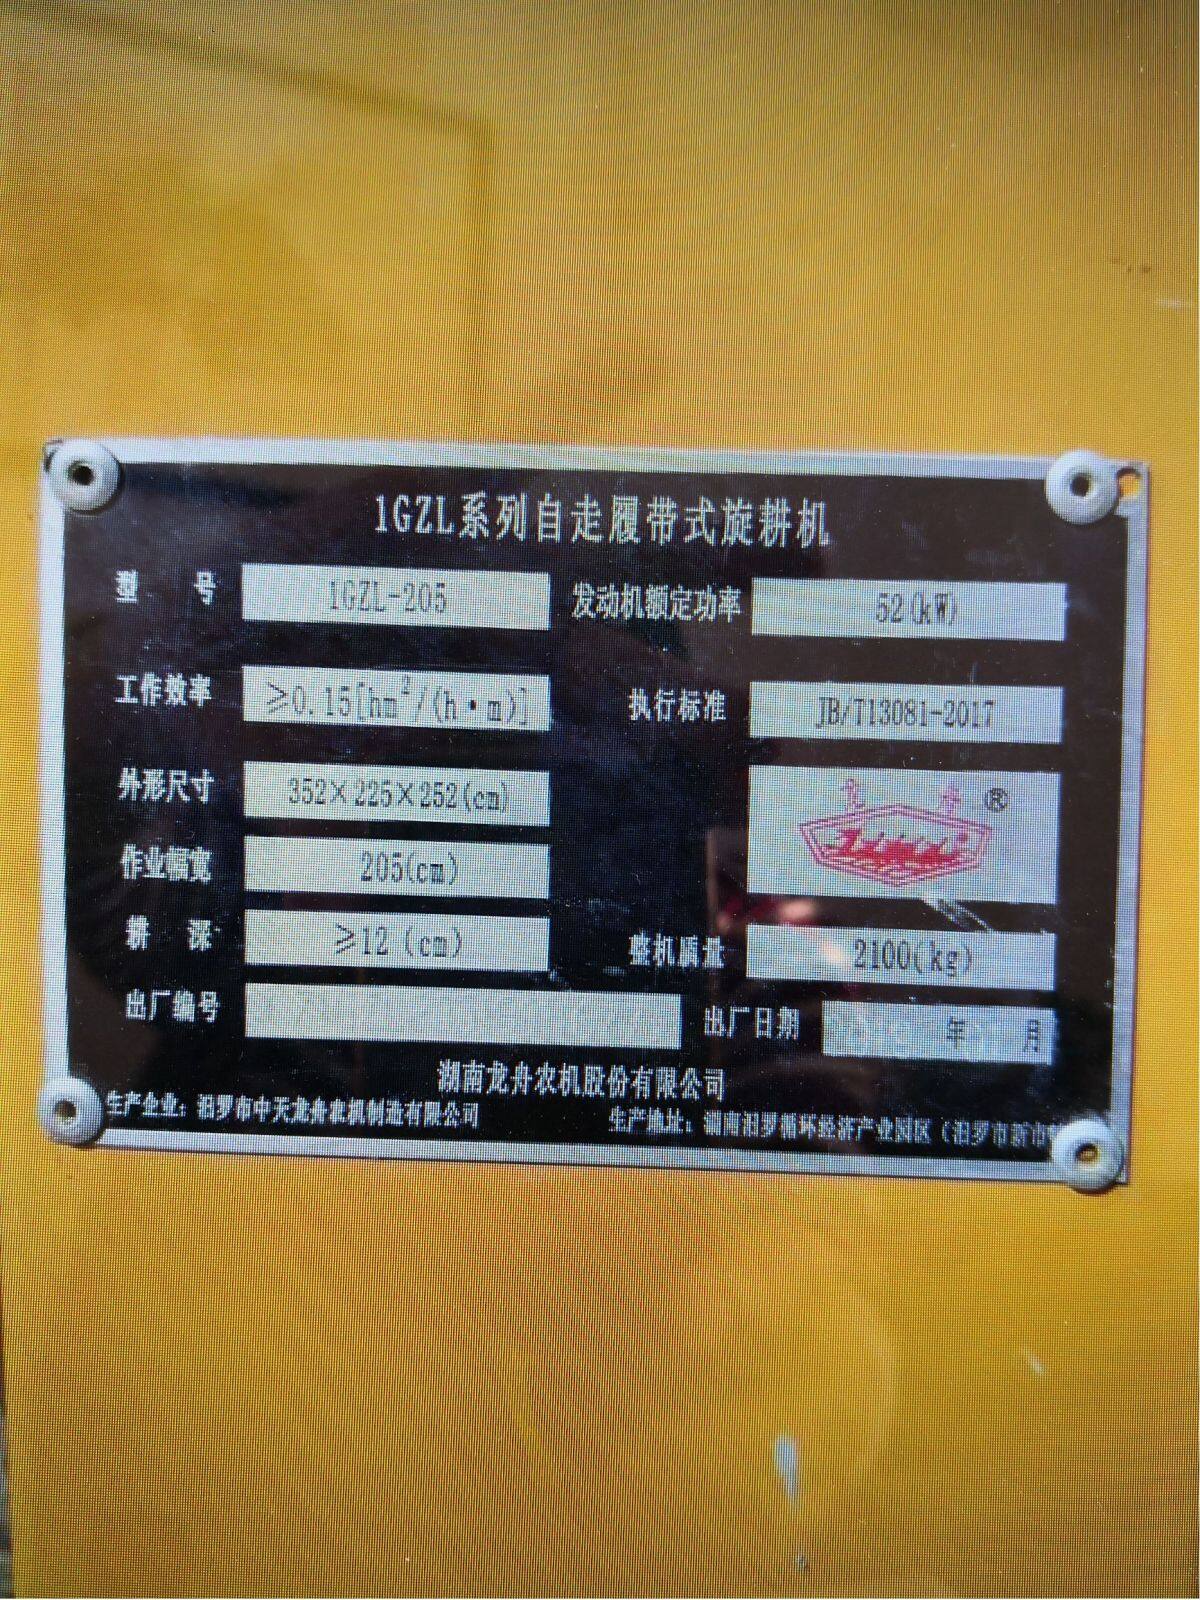 1GZL系列自走履带式旋耕机
型 号 1GZL-205 发动机额定功率 52(kW)
工作效率 ≥0.15[hm²/(h·m)] 执行标准 JB/T13081-2017
外形尺寸 352×225×252(cm)
®
作业幅宽 205(cm)
耕 深 ≥12(cm) 整机质量 2100(kg)
出厂编号 出厂日期 年 月
湖南龙舟农机股份有限公司
生产企业：汨罗市中天龙舟农机制造有限公司 生产地址：湖南汨罗循环经济产业园区（汨罗市新市